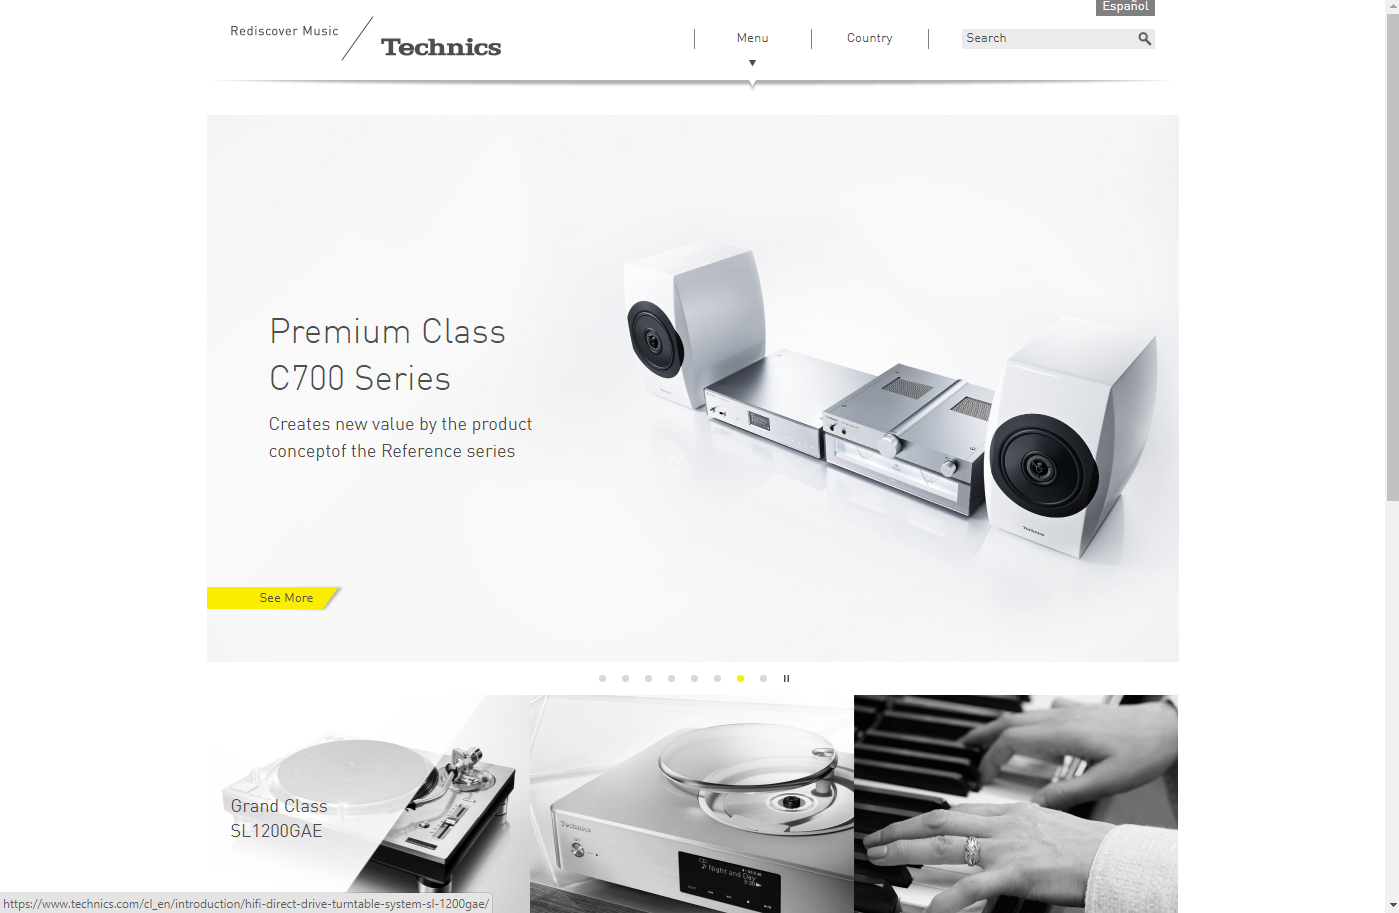 Español
Rediscover Music
Technics
Menu
Country
Search
Premium Class
C700 Series
Creates new value by the product
conceptof the Reference series
Technics
See More
Grand Class
SL1200GAE
Technics
CD
Night and Day
https://www.technics.com/cl_en/introduction/hifi-direct-drive-turntable-system-sl-1200gae/